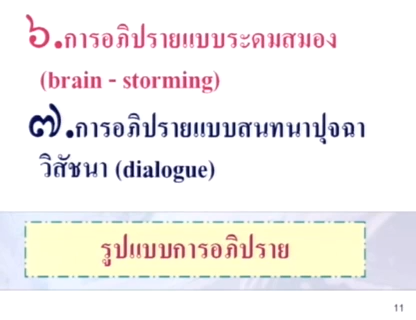 ๖.การอภิปรายแบบระดมสมอง
(brain - storming)
๗.การอภิปรายแบบสนทนาปุจฉา
วิสัชนา (dialogue)
รูปแบบการอภิปราย
11